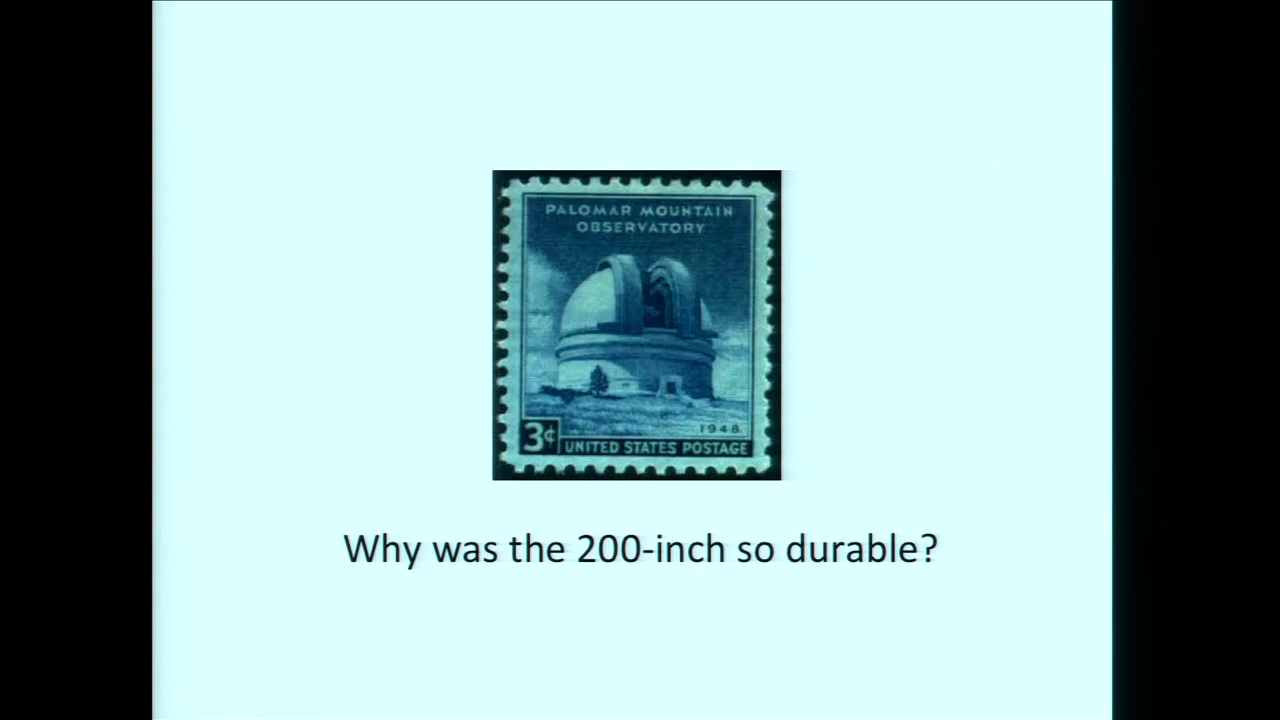 PALOMAR MOUNTAIN
OBSERVATORY
1948
3¢
UNITED STATES POSTAGE
Why was the 200-inch so durable?